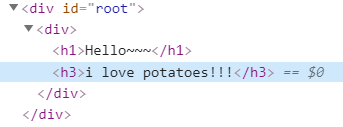 ▼<div id="root">
▼<div>
<h1>Hello~~~</h1>
<h3>i love potatoes!!!</h3> == $0
</div>
</div>